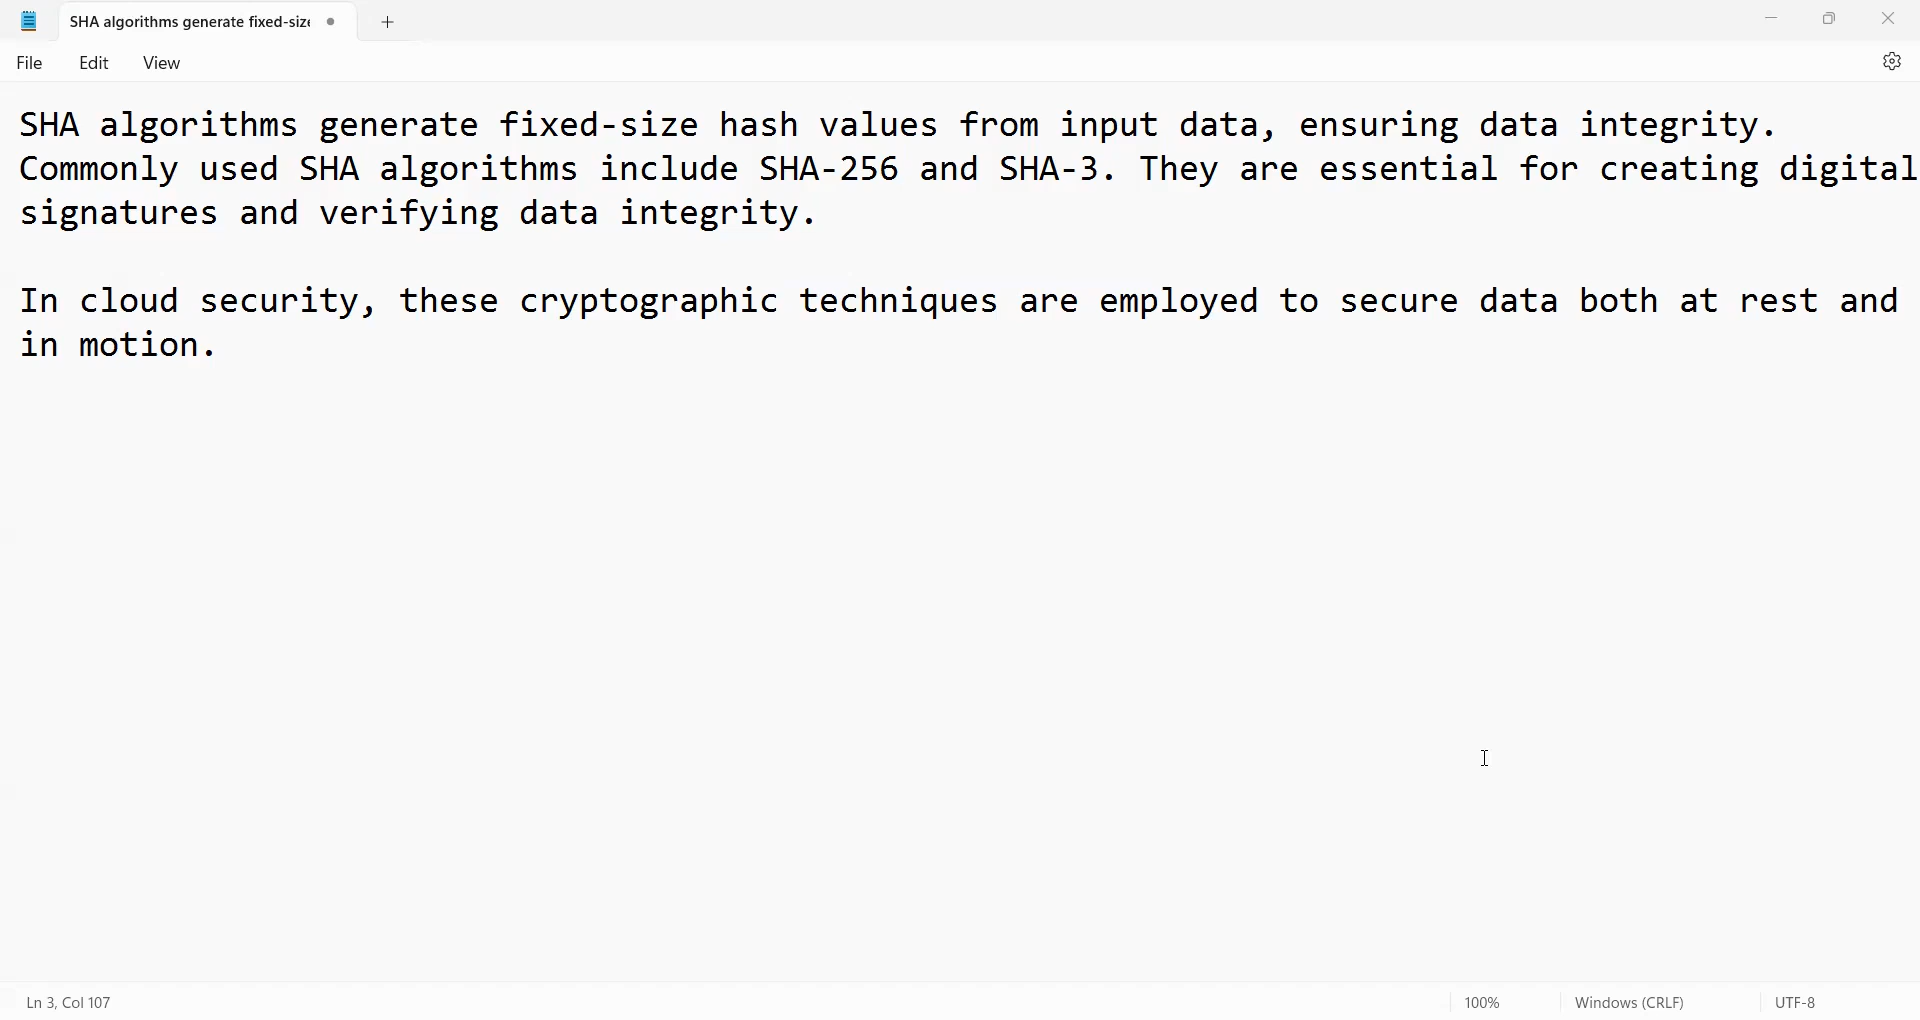 SHA algorithms generate fixed-size
File Edit View
SHA algorithms generate fixed-size hash values from input data, ensuring data integrity.
Commonly used SHA algorithms include SHA-256 and SHA-3. They are essential for creating digital
signatures and verifying data integrity.
In cloud security, these cryptographic techniques are employed to secure data both at rest and
in motion.
Ln 3, Col 107 100% Windows (CRLF) UTF-8